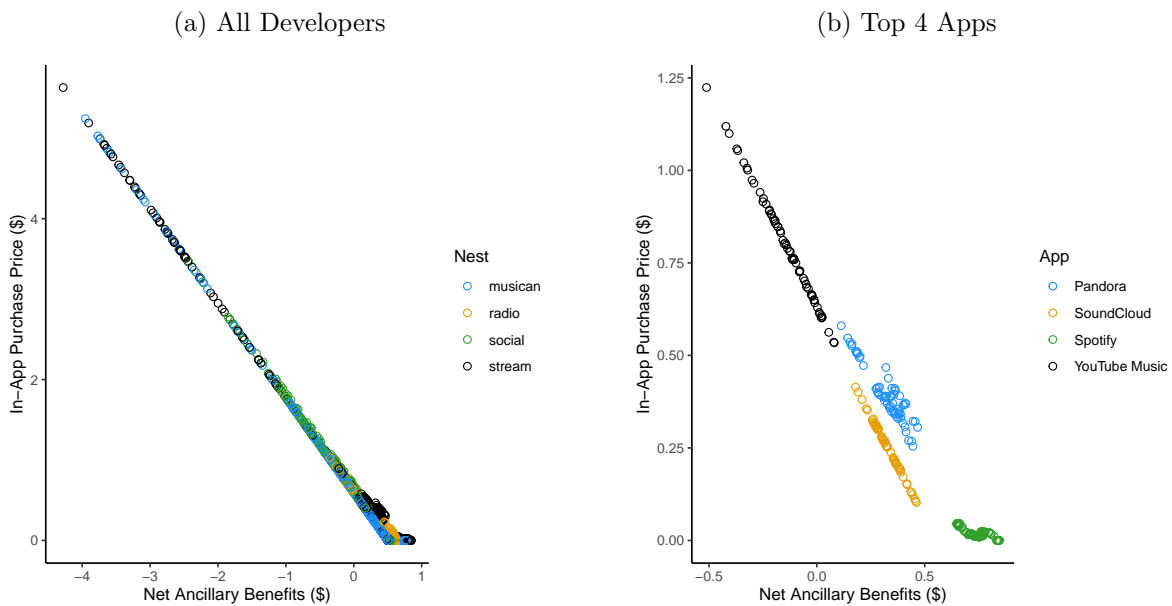 (a) All Developers
4
2
0
−4
−3
−2
−1
0
1
In-App Purchase Price ($)
Net Ancillary Benefits ($)
Nest
musican
radio
social
stream
(b) Top 4 Apps
1.25
1.00
0.75
0.50
0.25
0.00
−0.5
0.0
0.5
In-App Purchase Price ($)
Net Ancillary Benefits ($)
App
Pandora
SoundCloud
Spotify
YouTube Music